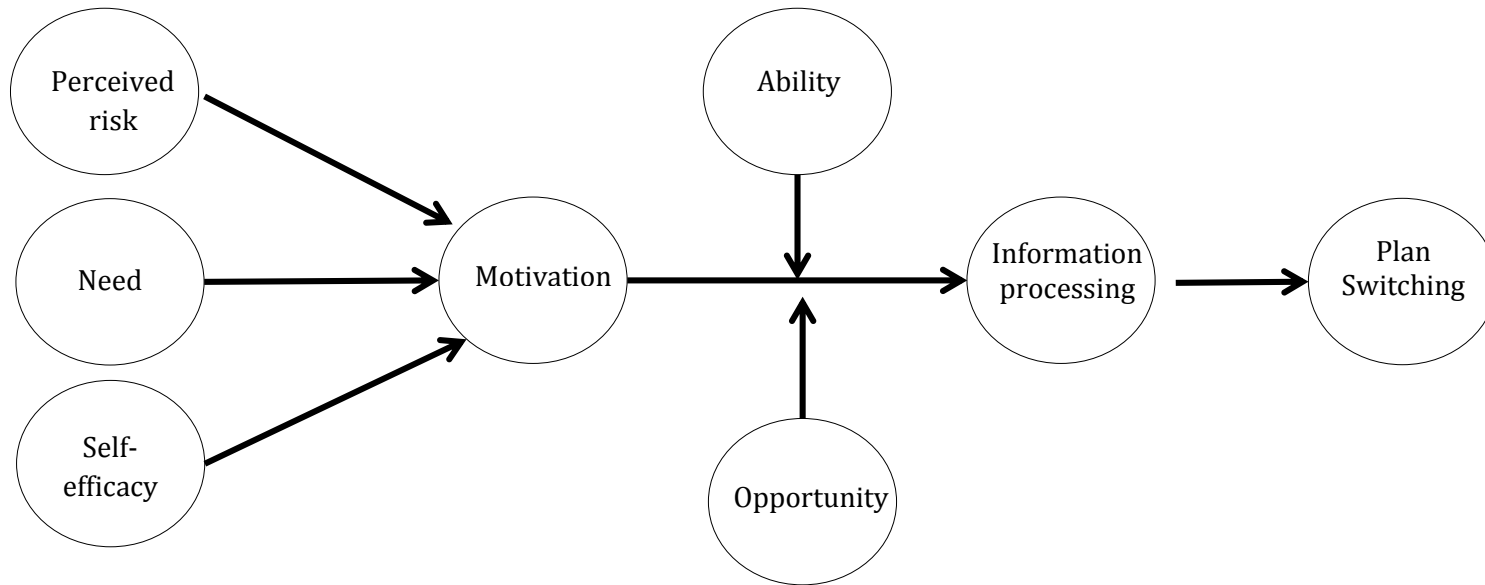 Perceived
risk
Ability
Need
Motivation
Information
processing
Plan
Switching
Self-
efficacy
Opportunity